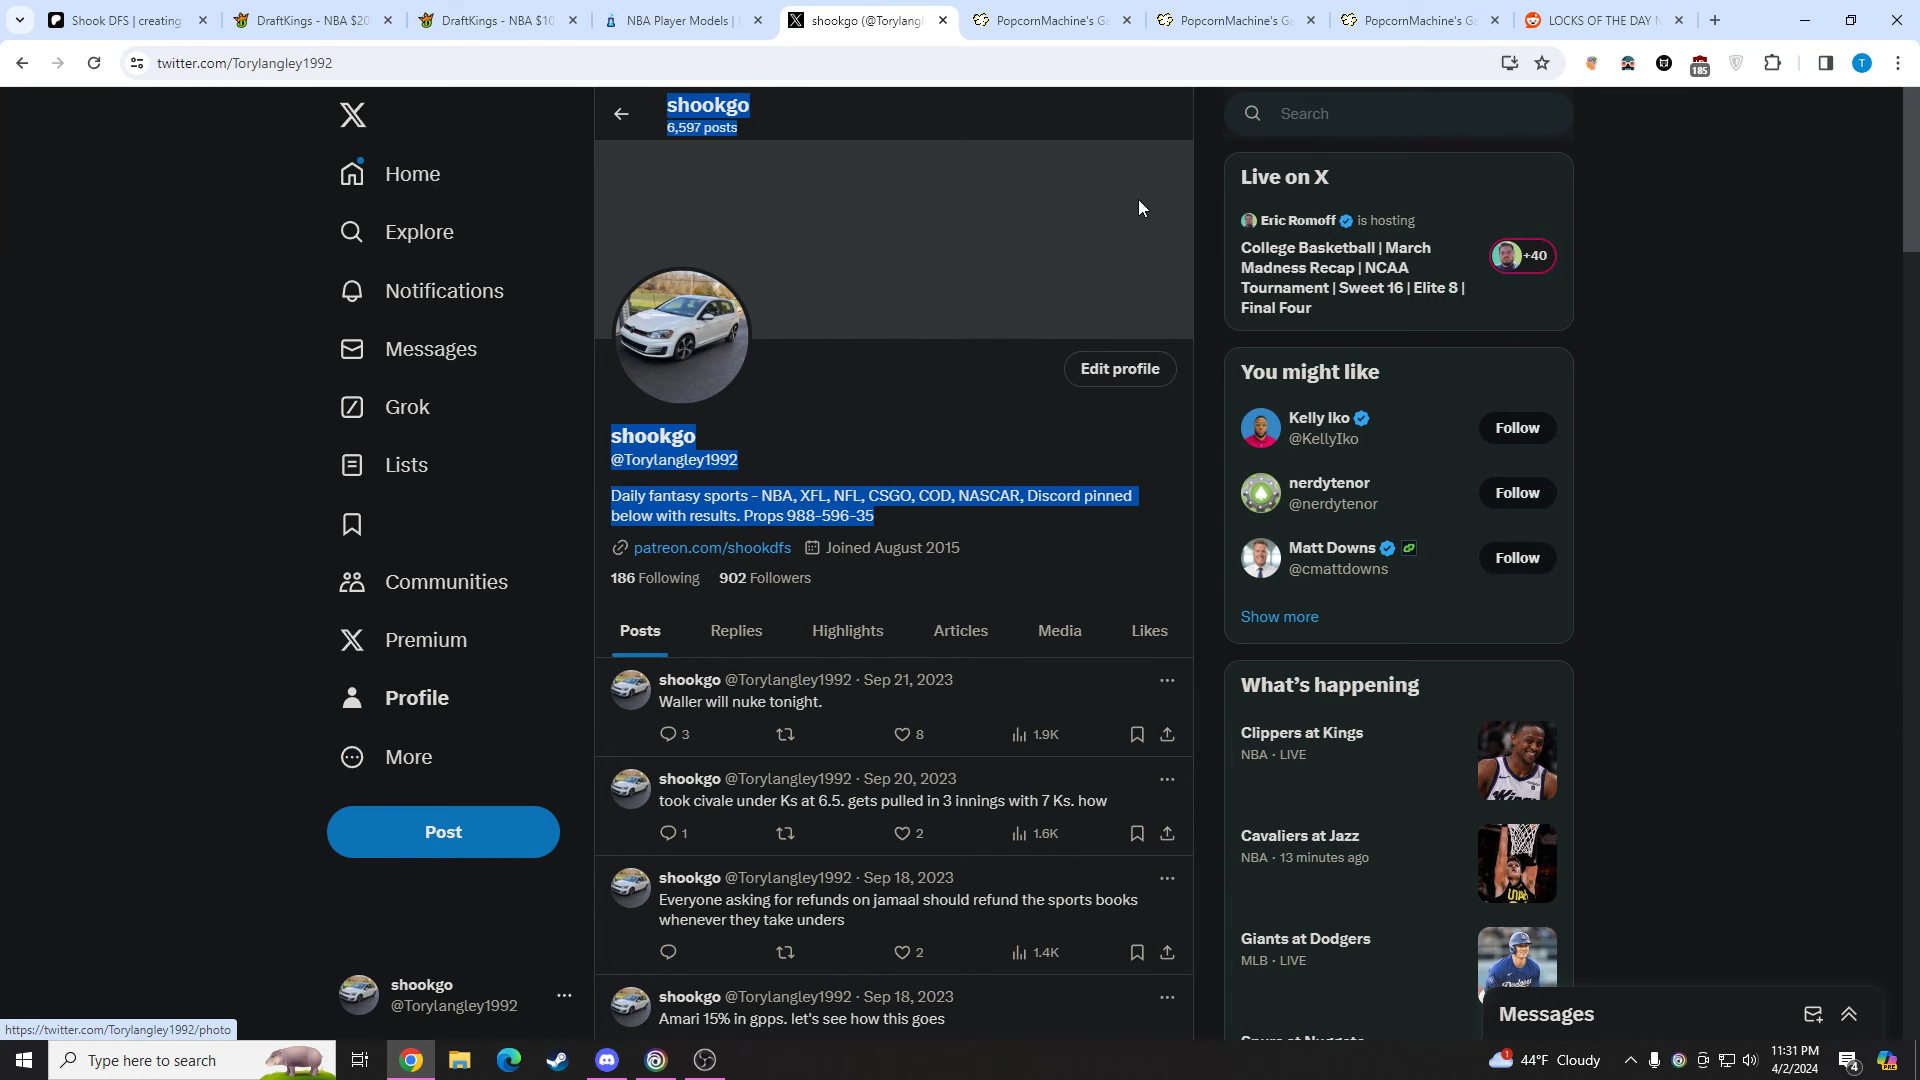 Shook DFS | creating
DraftKings - NBA $20
DraftKings - NBA $10
NBA Player Models |
shookgo (@Torylangl
PopcornMachine's Ga
PopcornMachine's Ga
PopcornMachine's Ga
LOCKS OF THE DAY
twitter.com/Torylangley1992
185
T
shookgo
6,597 posts
Search
Home
Explore
Notifications
Messages
Grok
Lists
Communities
Premium
Profile
More
Post
shookgo
@Torylangley1992
https://twitter.com/Torylangley1992/photo
Edit profile
shookgo
@Torylangley1992
Daily fantasy sports - NBA, XFL, NFL, CSGO, COD, NASCAR, Discord pinned
below with results. Props 988-596-35
patreon.com/shookdfs Joined August 2015
186 Following 902 Followers
Posts Replies Highlights Articles Media Likes
shookgo @Torylangley1992 · Sep 21, 2023
Waller will nuke tonight.
3 8 1.9K
shookgo @Torylangley1992 · Sep 20, 2023
took civale under Ks at 6.5. gets pulled in 3 innings with 7 Ks. how
1 2 1.6K
shookgo @Torylangley1992 · Sep 18, 2023
Everyone asking for refunds on jamaal should refund the sports books
whenever they take unders
2 1.4K
shookgo @Torylangley1992 · Sep 18, 2023
Amari 15% in gpps. let's see how this goes
Live on X
Eric Romoff is hosting
College Basketball | March
Madness Recap | NCAA
Tournament | Sweet 16 | Elite 8 |
Final Four
+40
You might like
Kelly Iko
@KellyIko
Follow
nerdytenor
@nerdytenor
Follow
Matt Downs
@cmattdowns
Follow
Show more
What's happening
Clippers at Kings
NBA · LIVE
Cavaliers at Jazz
NBA · 13 minutes ago
Giants at Dodgers
MLB · LIVE
Messages
Type here to search
1
44°F Cloudy
11:31 PM
4/2/2024
4